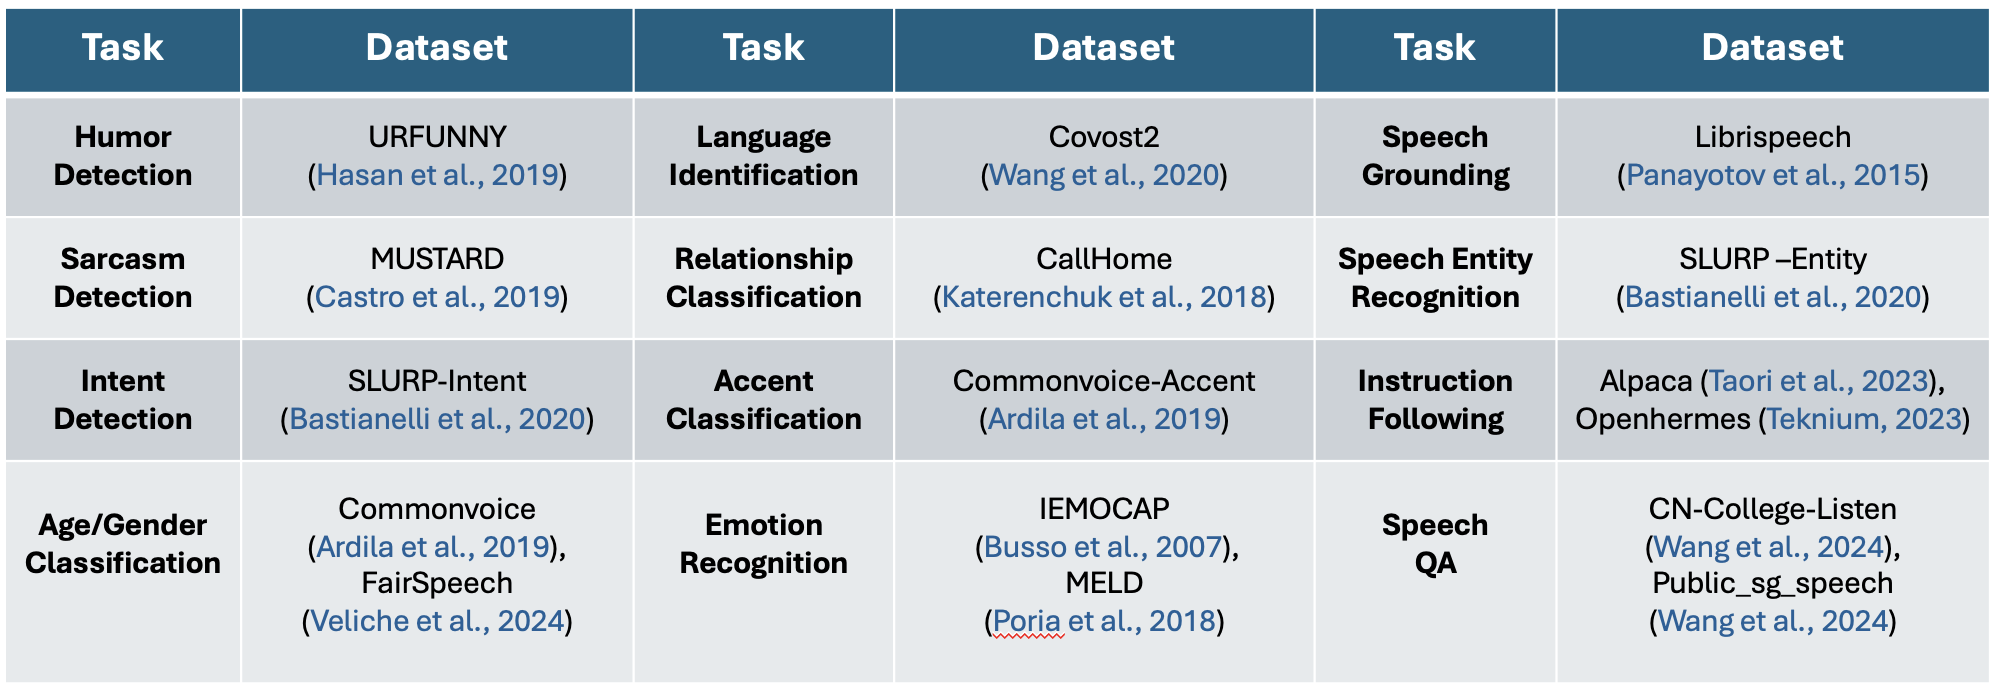 Task
Dataset
Task
Dataset
Task
Dataset
Humor
Detection
URFUNNY
(Hasan et al., 2019)
Language
Identification
Covost2
(Wang et al., 2020)
Speech
Grounding
Librispeech
(Panayotov et al., 2015)
Sarcasm
Detection
MUSTARD
(Castro et al., 2019)
Relationship
Classification
CallHome
(Katerenchuk et al., 2018)
Speech Entity
Recognition
SLURP –Entity
(Bastianelli et al., 2020)
Intent
Detection
SLURP-Intent
(Bastianelli et al., 2020)
Accent
Classification
Commonvoice-Accent
(Ardila et al., 2019)
Instruction
Following
Alpaca (Taori et al., 2023),
Openhermes (Teknium, 2023)
Age/Gender
Classification
Commonvoice
(Ardila et al., 2019),
FairSpeech
(Veliche et al., 2024)
Emotion
Recognition
IEMOCAP
(Busso et al., 2007),
MELD
(Poria et al., 2018)
Speech
QA
CN-College-Listen
(Wang et al., 2024),
Public_sg_speech
(Wang et al., 2024)